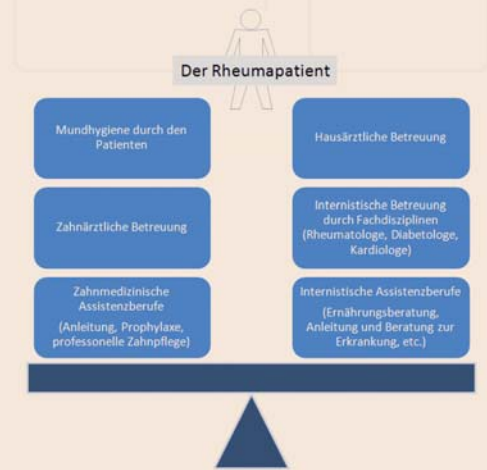 Der Rheumapatient
Mundhygiene durch den
Patienten
Hausärztliche Betreuung
Zahnärztliche Betreuung
Internistische Betreuung
durch Fachdisziplinen
(Rheumatologe, Diabetologe,
Kardiologe)
Zahnmedizinische
Assistenzberufe
(Anleitung, Prophylaxe,
professonelle Zahnpflege)
Internistische Assistenzberufe
(Ernährungsberatung,
Anleitung und Beratung zur
Erkrankung, etc.)